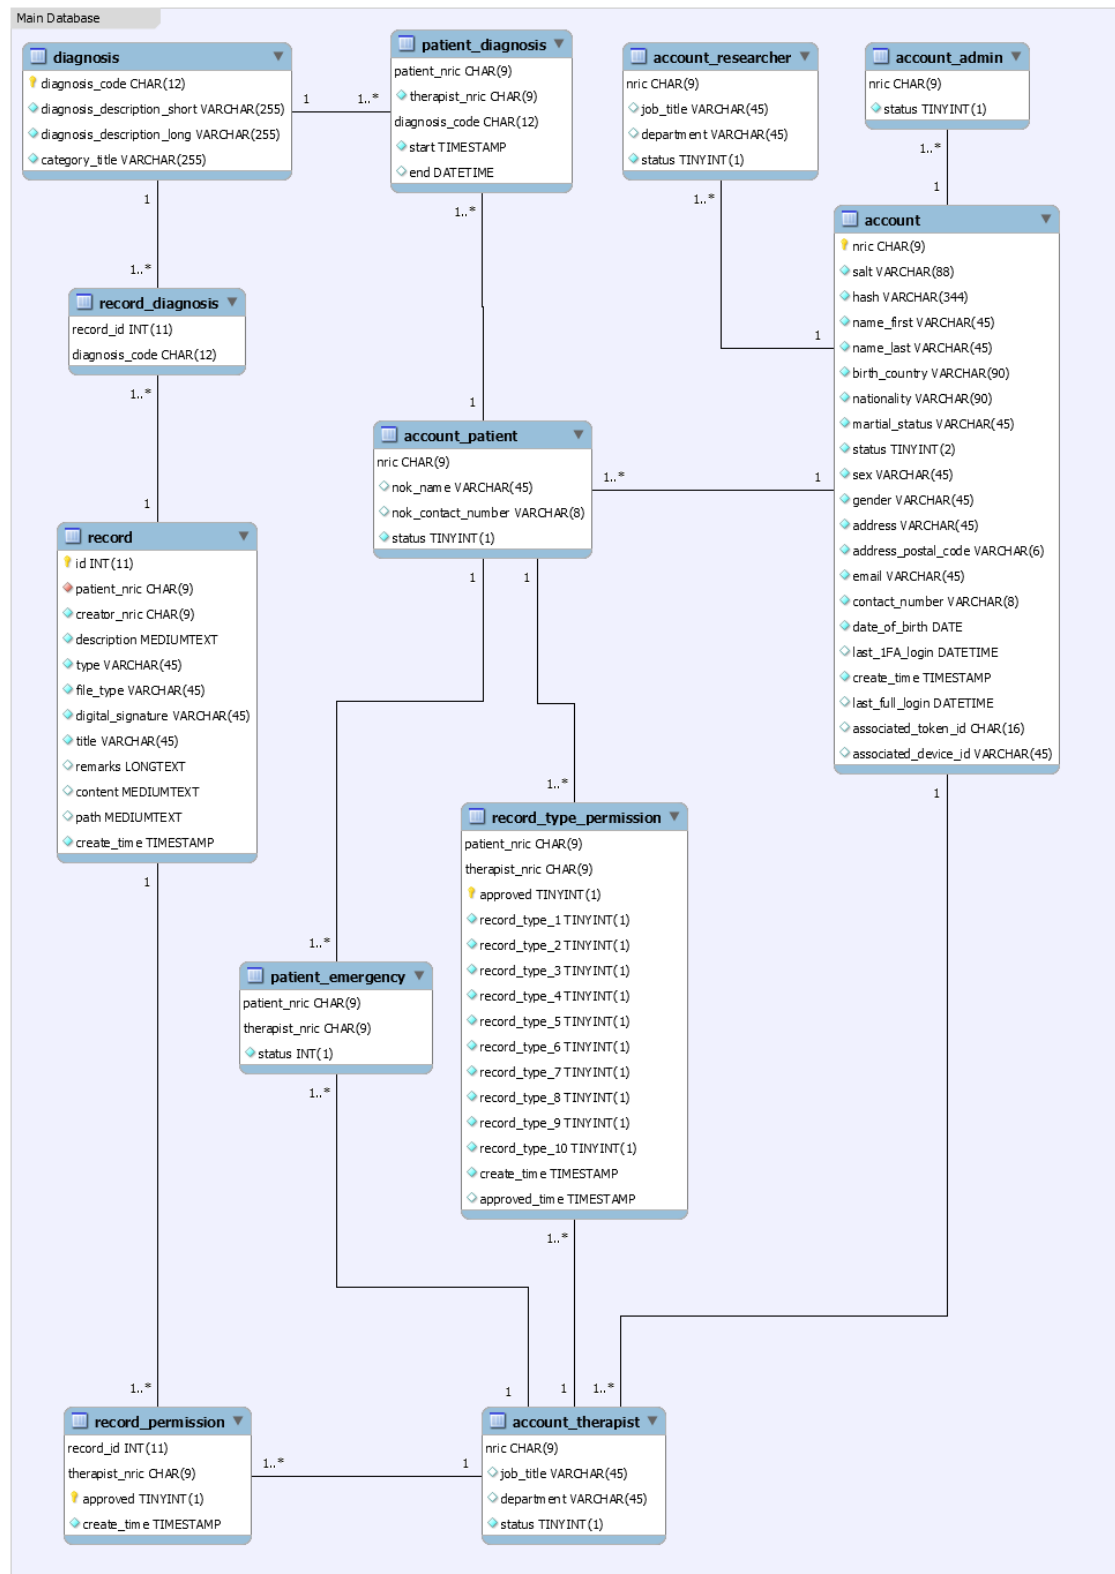 Main Database
diagnosis
diagnosis_code CHAR(12)
diagnosis_description_short VARCHAR(255)
diagnosis_description_long VARCHAR(255)
category_title VARCHAR(255)
1
1..*
patient_diagnosis
patient_nric CHAR(9)
therapist_nric CHAR(9)
diagnosis_code CHAR(12)
start TIMESTAMP
end DATETIME
account_researcher
nric CHAR(9)
job_title VARCHAR(45)
department VARCHAR(45)
status TINYINT(1)
account_admin
nric CHAR(9)
status TINYINT(1)
1..*
1
1
1..*
1..*
account
nric CHAR(9)
salt VARCHAR(88)
hash VARCHAR(344)
name_first VARCHAR(45)
name_last VARCHAR(45)
birth_country VARCHAR(90)
nationality VARCHAR(90)
martial_status VARCHAR(45)
status TINYINT(2)
sex VARCHAR(45)
gender VARCHAR(45)
address VARCHAR(45)
address_postal_code VARCHAR(6)
email VARCHAR(45)
contact_number VARCHAR(8)
date_of_birth DATE
last_1FA_login DATETIME
create_time TIMESTAMP
last_full_login DATETIME
associated_token_id CHAR(16)
associated_device_id VARCHAR(45)
1..*
record_diagnosis
record_id INT(11)
diagnosis_code CHAR(12)
1
1..*
1
account_patient
nric CHAR(9)
nok_name VARCHAR(45)
nok_contact_number VARCHAR(8)
status TINYINT(1)
1..*
1
1
record
id INT(11)
patient_nric CHAR(9)
creator_nric CHAR(9)
description MEDIUMTEXT
type VARCHAR(45)
file_type VARCHAR(45)
digital_signature VARCHAR(45)
title VARCHAR(45)
remarks LONGTEXT
content MEDIUMTEXT
path MEDIUMTEXT
create_time TIMESTAMP
1
1
1..*
1
record_type_permission
patient_nric CHAR(9)
therapist_nric CHAR(9)
approved TINYINT(1)
record_type_1 TINYINT(1)
record_type_2 TINYINT(1)
record_type_3 TINYINT(1)
record_type_4 TINYINT(1)
record_type_5 TINYINT(1)
record_type_6 TINYINT(1)
record_type_7 TINYINT(1)
record_type_8 TINYINT(1)
record_type_9 TINYINT(1)
record_type_10 TINYINT(1)
create_time TIMESTAMP
approved_time TIMESTAMP
1
1..*
patient_emergency
patient_nric CHAR(9)
therapist_nric CHAR(9)
status INT(1)
1..*
1..*
1..*
1
1
1..*
record_permission
record_id INT(11)
therapist_nric CHAR(9)
approved TINYINT(1)
create_time TIMESTAMP
1..*
1
account_therapist
nric CHAR(9)
job_title VARCHAR(45)
department VARCHAR(45)
status TINYINT(1)